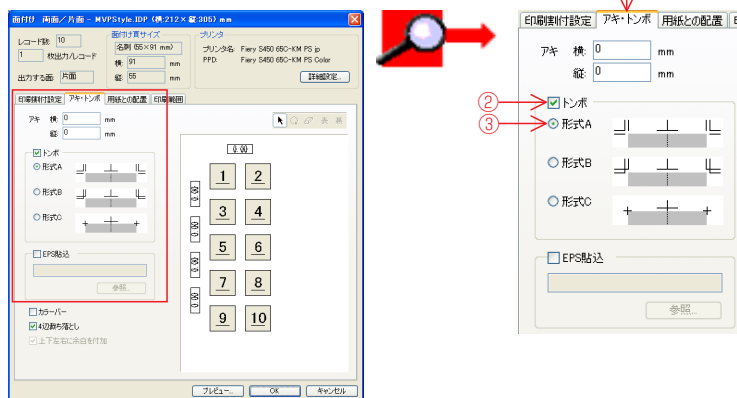 面付け 両面／片面 - MVPStyle.IDP (横:212×縦:305) mm
レコード数: 10
1 枚出力/レコード
出力する面: 片面
面付け頁サイズ
名刺 (55×91 mm)
横: 91 mm
縦: 55 mm
プリンタ
プリンタ名: Fiery S450 65C-KM PS jp
PPD: Fiery S450 65C-KM PS Color
詳細設定...
印刷割付設定 アキ・トンボ 用紙との配置 印刷範囲
アキ 横: 0 mm
縦: 0 mm
トンボ
形式A
形式B
形式C
EPS貼込
参照...
カラーバー
4辺裁ち落とし
上下左右に余白を付加
0.00
1 2
3 4
5 6
7 8
9 10
プレビュー... OK キャンセル
印刷割付設定 アキ・トンボ 用紙との配置
アキ 横: 0 mm
縦: 0 mm
② トンボ
③ 形式A
形式B
形式C
EPS貼込
参照...